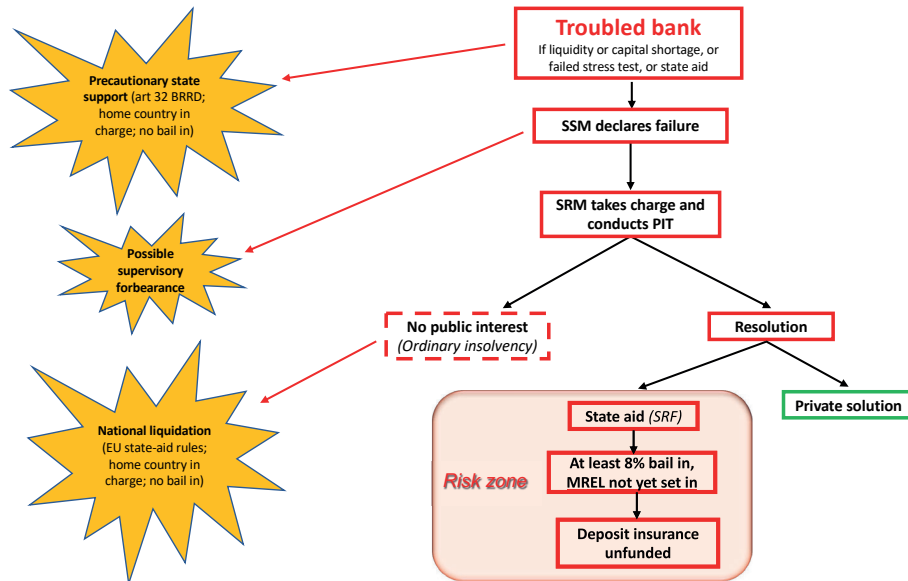 Troubled bank
If liquidity or capital shortage, or
failed stress test, or state aid
Precautionary state
support (art 32 BRRD;
home country in
charge; no bail in)
SSM declares failure
SRM takes charge and
conducts PIT
Possible
supervisory
forbearance
No public interest
(Ordinary insolvency)
Resolution
National liquidation
(EU state-aid rules;
home country in
charge; no bail in)
Private solution
State aid (SRF)
Risk zone
At least 8% bail in,
MREL not yet set in
Deposit insurance
unfunded